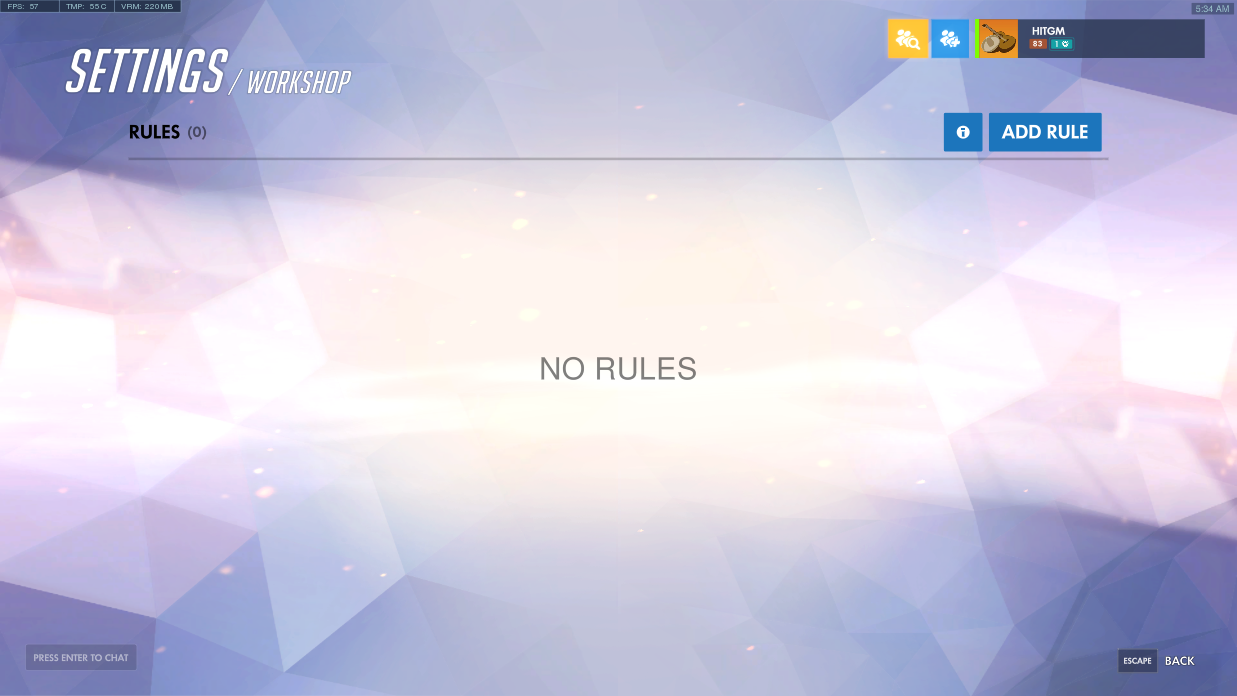 FPS: 57 TMP: 55 C VRM: 220 MB
5:34 AM
HITGM
83 1
SETTINGS / WORKSHOP
RULES (0)
ADD RULE
NO RULES
PRESS ENTER TO CHAT
ESCAPE BACK